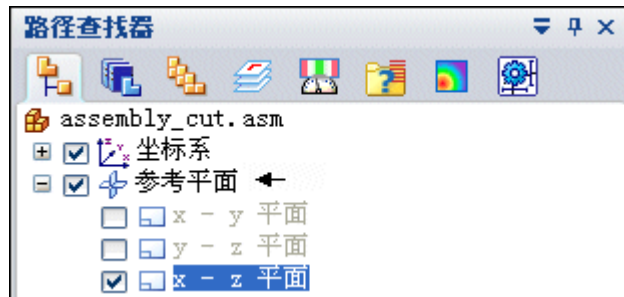 路径查找器
assembly_cut.asm
坐标系
参考平面
x - y 平面
y - z 平面
x - z 平面